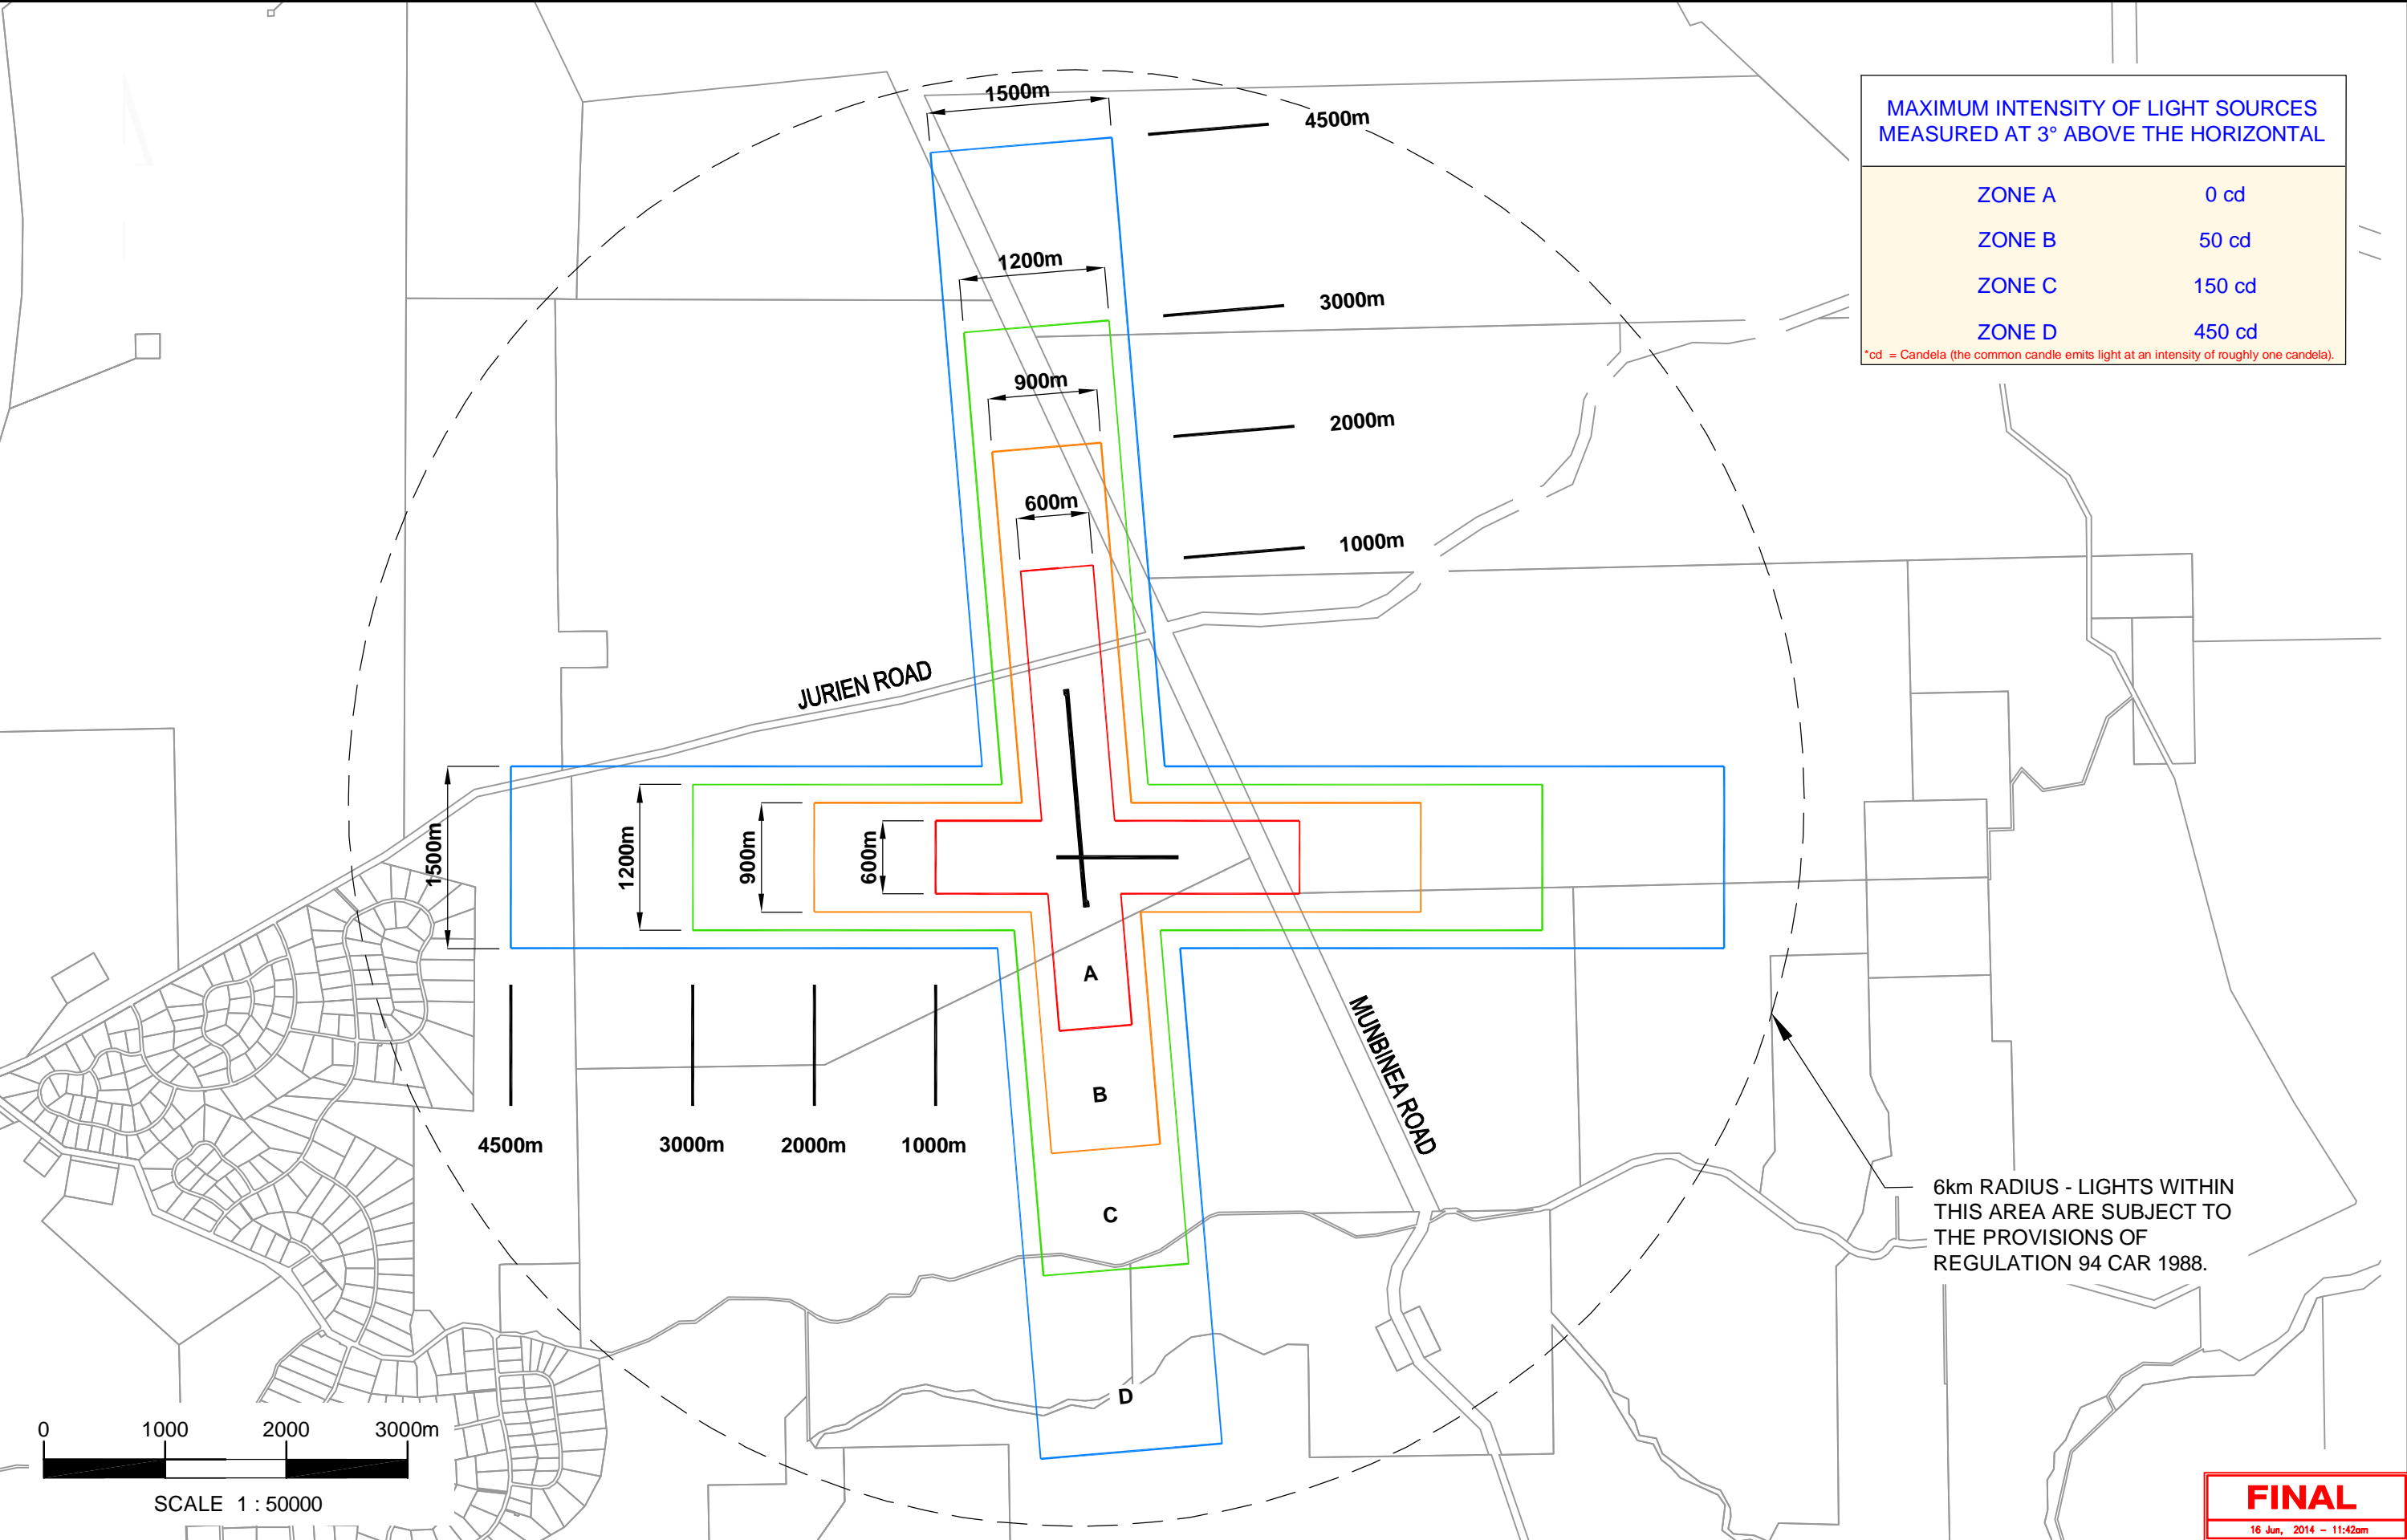 1500m
4500m
1200m
3000m
900m
2000m
600m
1000m
MAXIMUM INTENSITY OF LIGHT SOURCES
MEASURED AT 3° ABOVE THE HORIZONTAL
ZONE A 0 cd
ZONE B 50 cd
ZONE C 150 cd
ZONE D 450 cd
*cd = Candela (the common candle emits light at an intensity of roughly one candela).
JURIEN ROAD
1500m
1200m
900m
600m
A
B
C
D
MUNBINEA ROAD
4500m
3000m
2000m
1000m
6km RADIUS - LIGHTS WITHIN
THIS AREA ARE SUBJECT TO
THE PROVISIONS OF
REGULATION 94 CAR 1988.
0 1000 2000 3000m
SCALE 1 : 50000
FINAL
16 Jun, 2014 - 11:42am